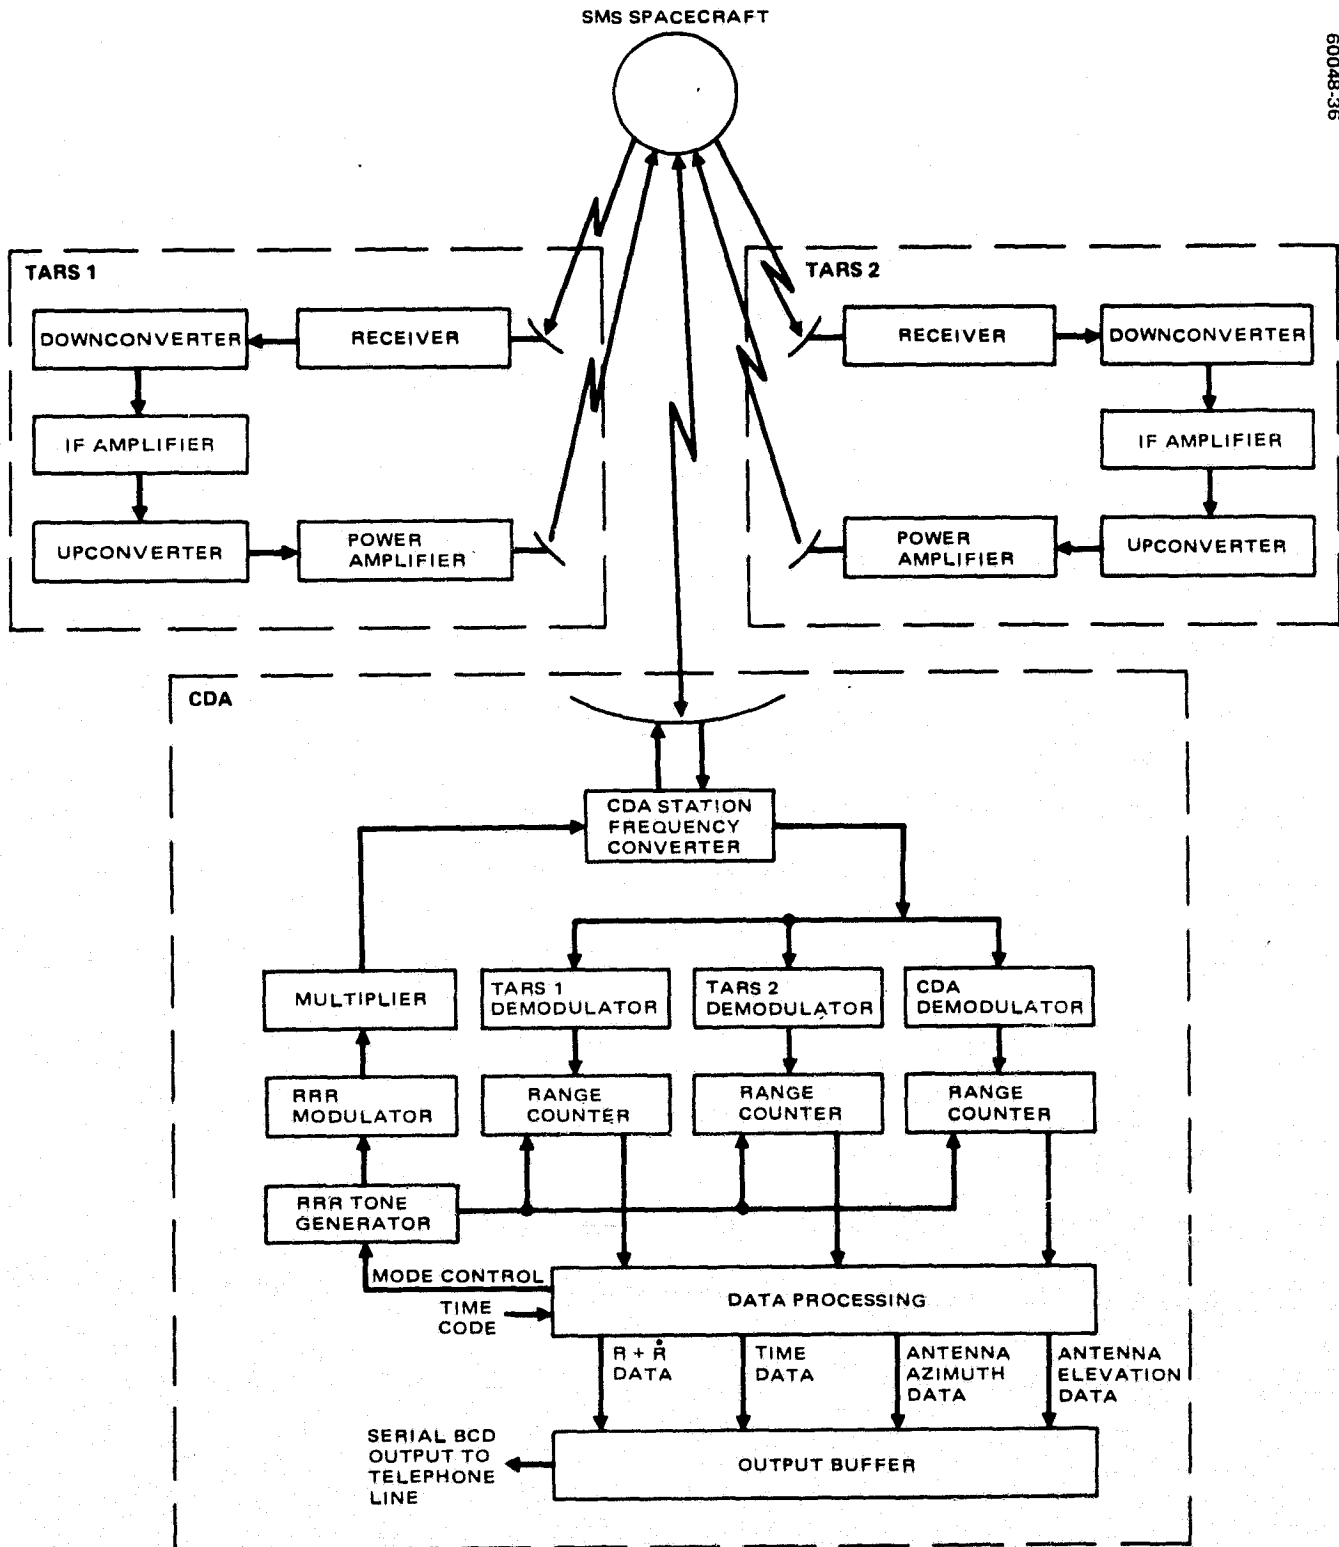 SMS SPACECRAFT
60048-36
TARS 1
DOWNCONVERTER
RECEIVER
IF AMPLIFIER
UPCONVERTER
POWER
AMPLIFIER
TARS 2
RECEIVER
DOWNCONVERTER
IF AMPLIFIER
POWER
AMPLIFIER
UPCONVERTER
CDA
CDA STATION
FREQUENCY
CONVERTER
MULTIPLIER
TARS 1
DEMODULATOR
TARS 2
DEMODULATOR
CDA
DEMODULATOR
RRR
MODULATOR
RANGE
COUNTER
RANGE
COUNTER
RANGE
COUNTER
RRR TONE
GENERATOR
MODE CONTROL
TIME
CODE
DATA PROCESSING
R + Ṙ
DATA
TIME
DATA
ANTENNA
AZIMUTH
DATA
ANTENNA
ELEVATION
DATA
SERIAL BCD
OUTPUT TO
TELEPHONE
LINE
OUTPUT BUFFER